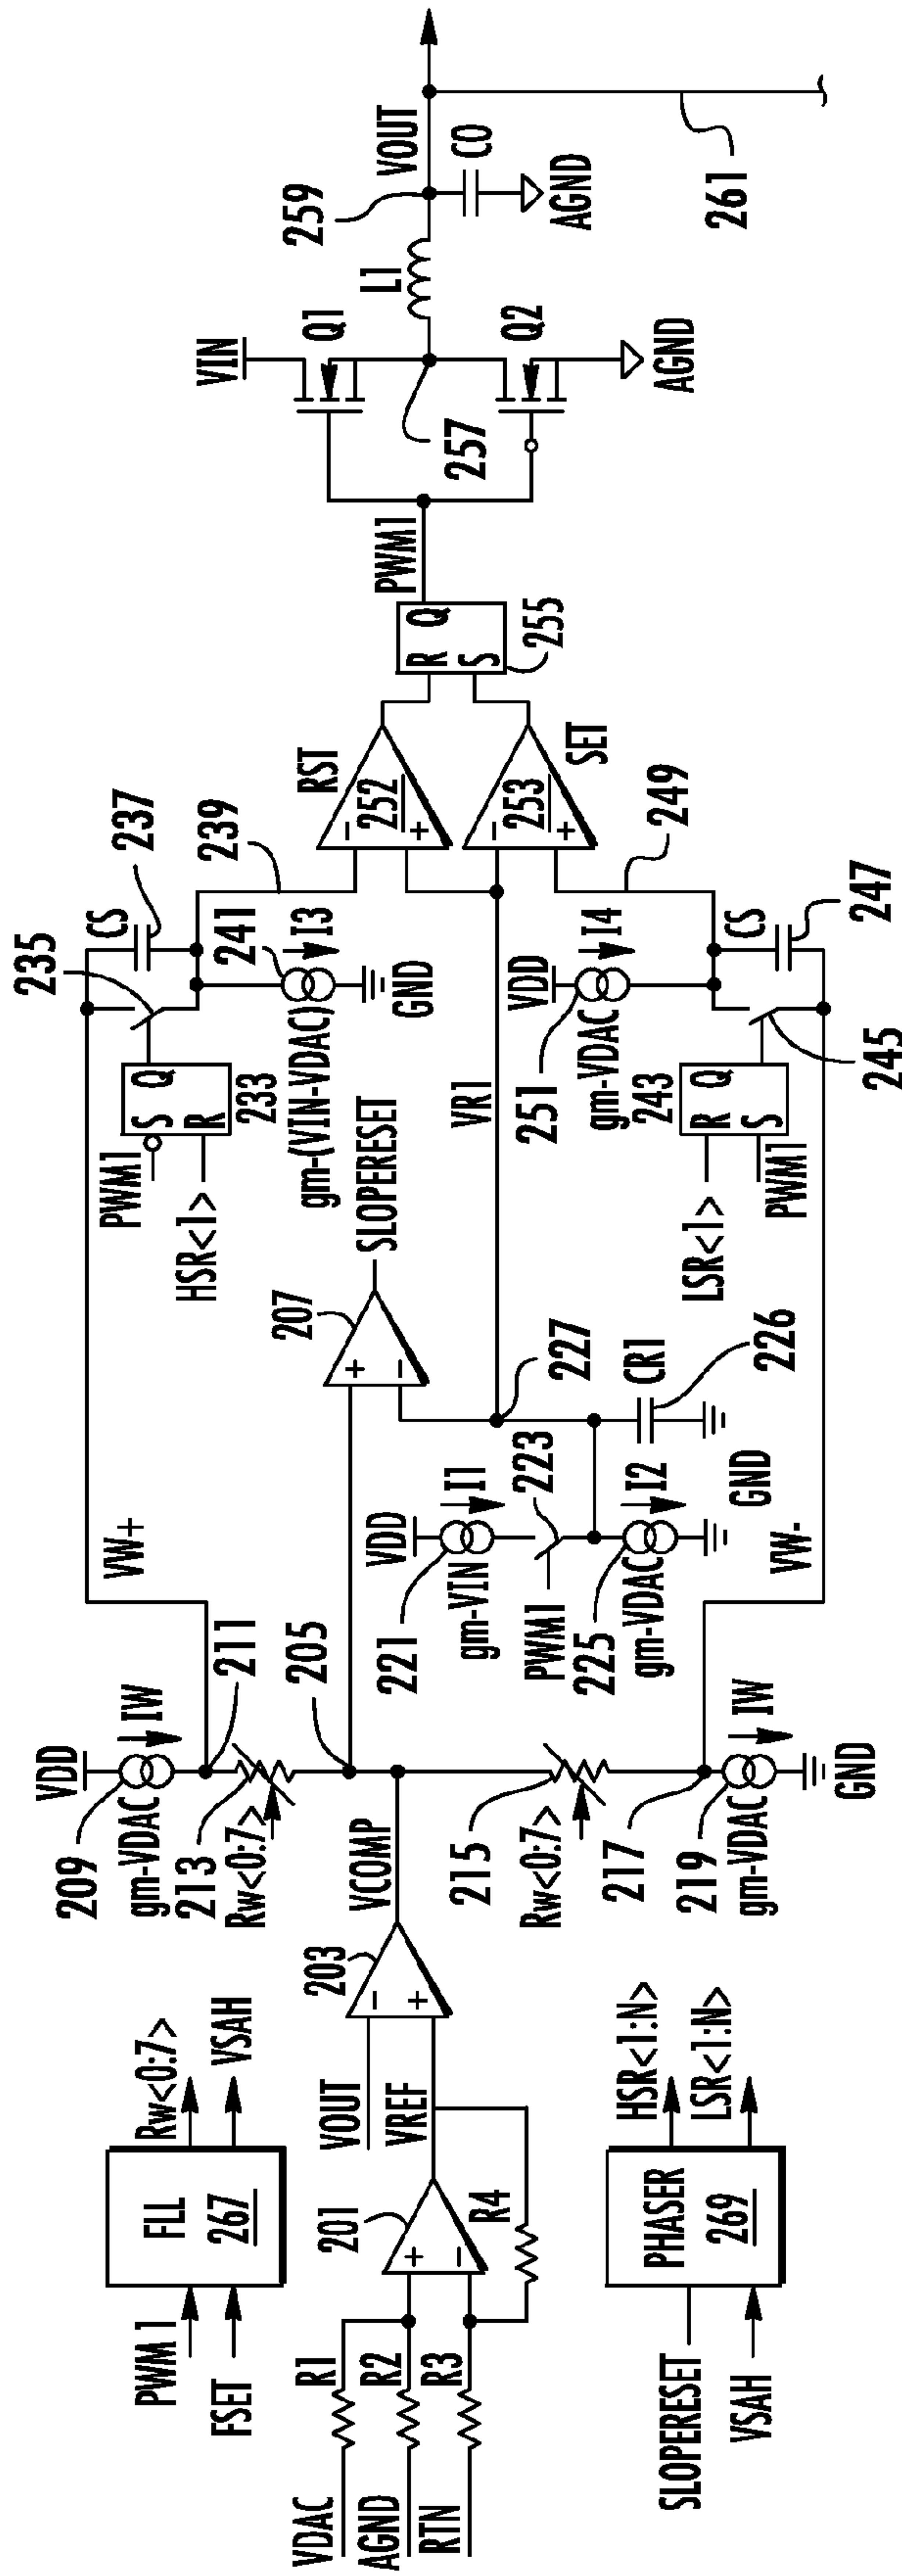 PWM 1
FSET
FLL
267
Rw<0:7>
VSAH
VDAC
AGND
RTN
R1
R2
R3
R4
201
+
-
VREF
VOUT
203
-
+
VCOMP
SLOPERESET
VSAH
PHASER
269
HSR<1:N>
LSR<1:N>
VDD
209
gm-VDAC
IW
211
213
Rw<0:7>
205
215
Rw<0:7>
217
219
gm-VDAC
IW
GND
VW+
VW-
VDD
221
gm-VIN
I1
PWM1
223
225
gm-VDAC
I2
GND
CR1
226
227
207
+
-
SLOPERESET
VR1
PWM1
HSR<1>
S
Q
R
233
235
CS
237
239
241
I3
gm-(VIN-VDAC)
GND
VDD
251
gm-VDAC
I4
LSR<1>
PWM1
R
Q
S
243
245
CS
247
249
RST
-
252
+
-
253
+
SET
R
Q
S
255
PWM1
VIN
Q1
257
Q2
AGND
L1
259
VOUT
CO
AGND
261